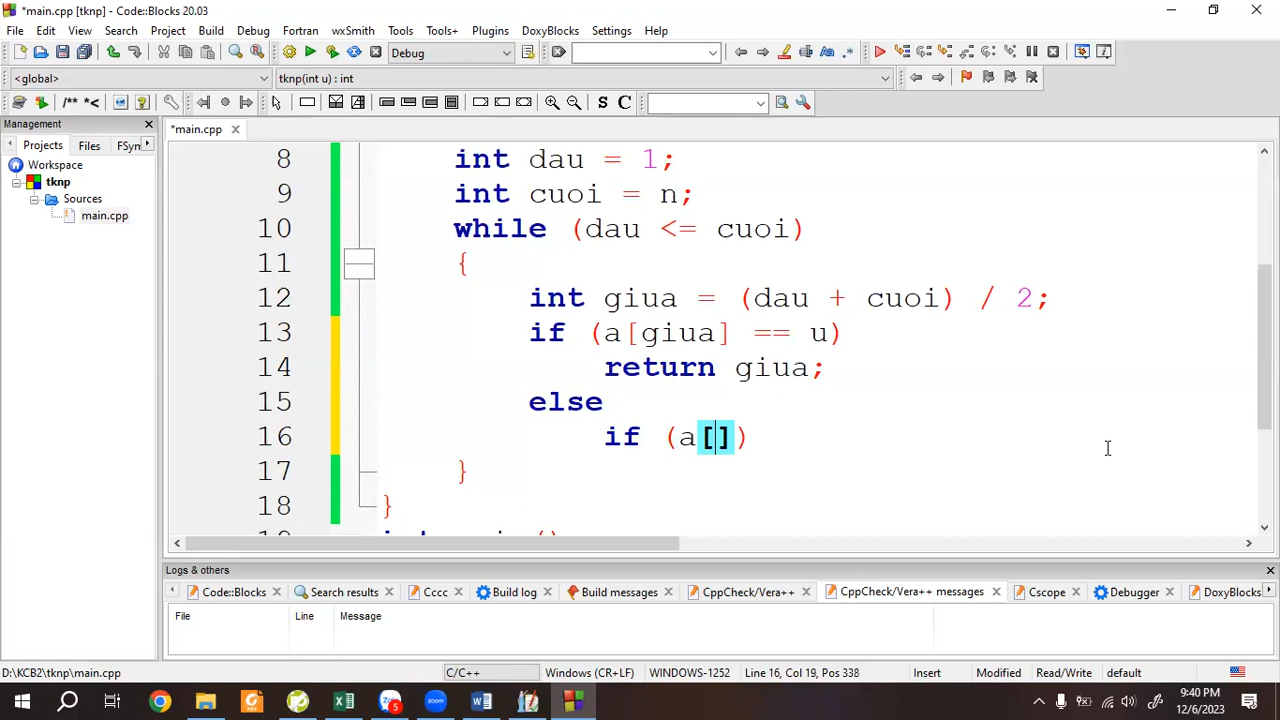 *main.cpp [tknp] - Code::Blocks 20.03
File Edit View Search Project Build Debug Fortran wxSmith Tools Tools+ Plugins DoxyBlocks Settings Help
Debug
<global> tknp(int u) : int
/** *< S C
Management
Projects Files FSyn
Workspace
tknp
Sources
main.cpp
*main.cpp
8 int dau = 1;
9 int cuoi = n;
10 while (dau <= cuoi)
11 {
12 int giua = (dau + cuoi) / 2;
13 if (a[giua] == u)
14 return giua;
15 else
16 if (a[])
17 }
18 }
Logs & others
Code::Blocks Search results Cccc Build log Build messages CppCheck/Vera++ CppCheck/Vera++ messages Cscope Debugger DoxyBlocks
File Line Message
D:\KCB2\tknp\main.cpp C/C++ Windows (CR+LF) WINDOWS-1252 Line 16, Col 19, Pos 338 Insert Modified Read/Write default
zoom
5
9:40 PM
12/6/2023